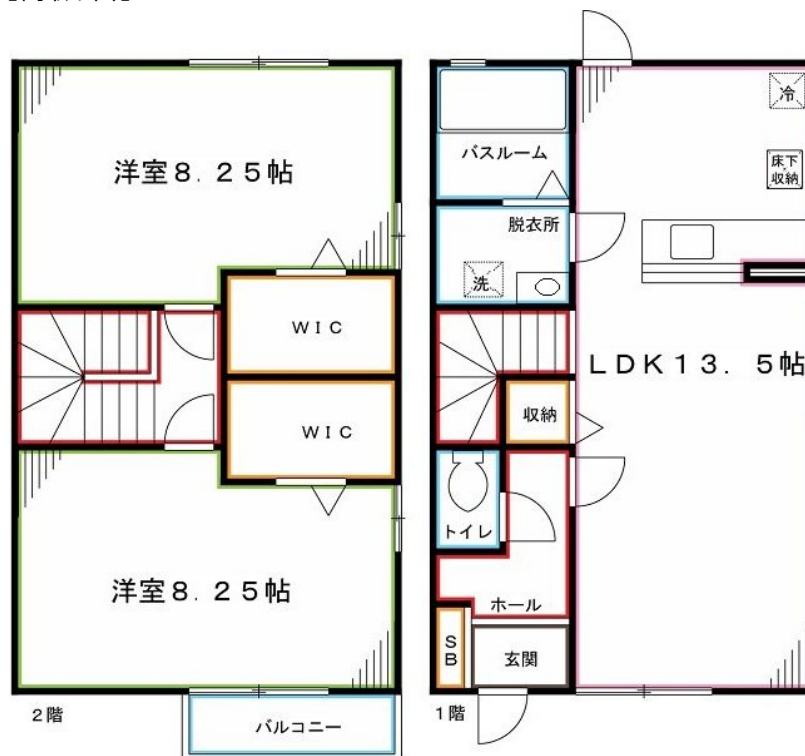 洋室8.25帖
WIC
WIC
洋室8.25帖
2階
バルコニー
冷
バスルーム
床下
収納
脱衣所
洗
LDK13.5帖
収納
トイレ
ホール
SB
玄関
1階